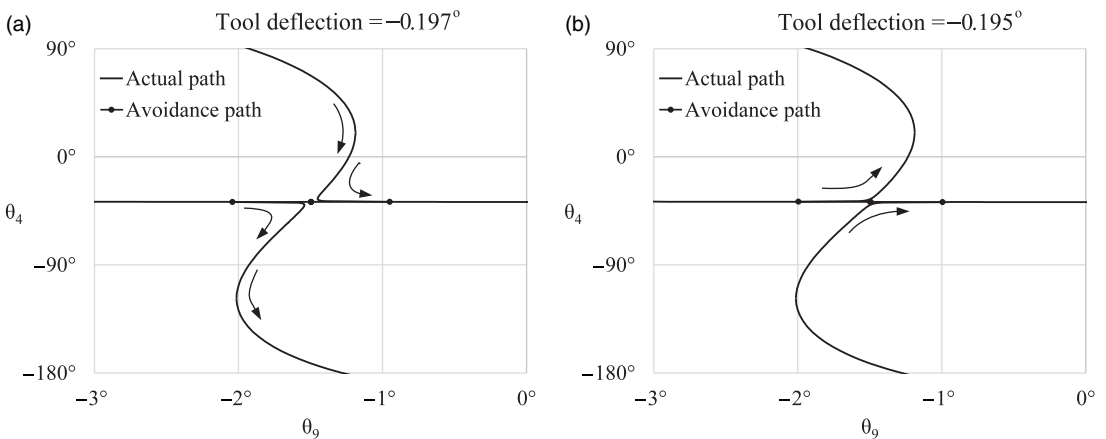 (a)
Tool deflection = −0.197°
90°
0°
−90°
−180°
θ4
Actual path
Avoidance path
−3°
−2°
−1°
0°
θ9
(b)
Tool deflection = −0.195°
90°
0°
−90°
−180°
θ4
Actual path
Avoidance path
−3°
−2°
−1°
0°
θ9